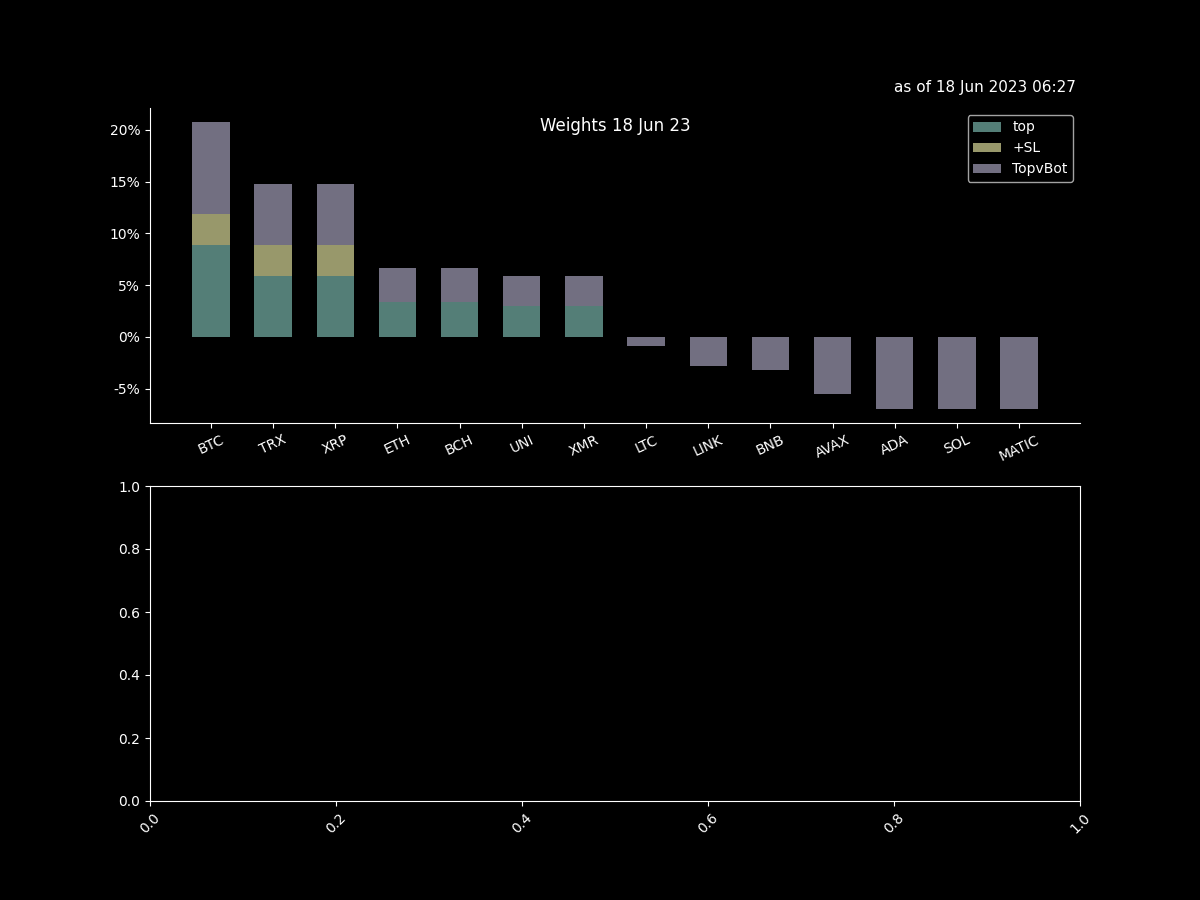 as of 18 Jun 2023 06:27
Weights 18 Jun 23
top
+SL
TopvBot
20%
15%
10%
5%
0%
-5%
BTC TRX XRP ETH BCH UNI XMR LTC LINK BNB AVAX ADA SOL MATIC
1.0
0.8
0.6
0.4
0.2
0.0
0.0 0.2 0.4 0.6 0.8 1.0